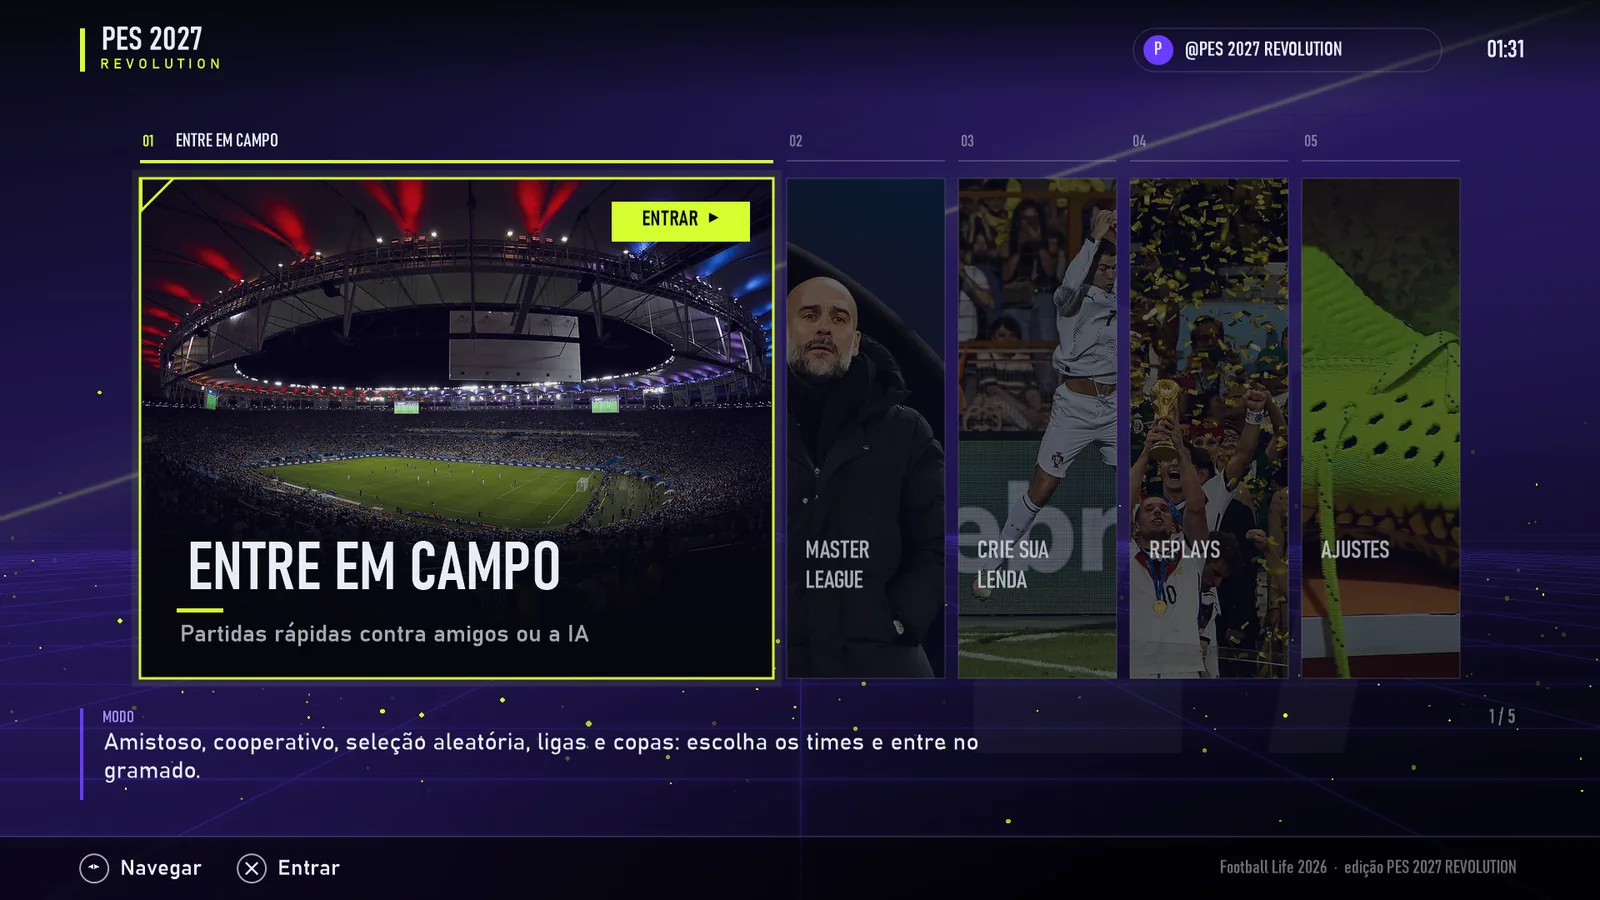 PES 2027
REVOLUTION
P @PES 2027 REVOLUTION
01:31
01 ENTRE EM CAMPO
02
03
04
05
ENTRAR
ENTRE EM CAMPO
Partidas rápidas contra amigos ou a IA
MASTER
LEAGUE
7
ebr
CRIE SUA
LENDA
REPLAYS
10
AJUSTES
MODO
Amistoso, cooperativo, seleção aleatória, ligas e copas: escolha os times e entre no
gramado.
1 / 5
Navegar
Entrar
Football Life 2026 · edição PES 2027 REVOLUTION